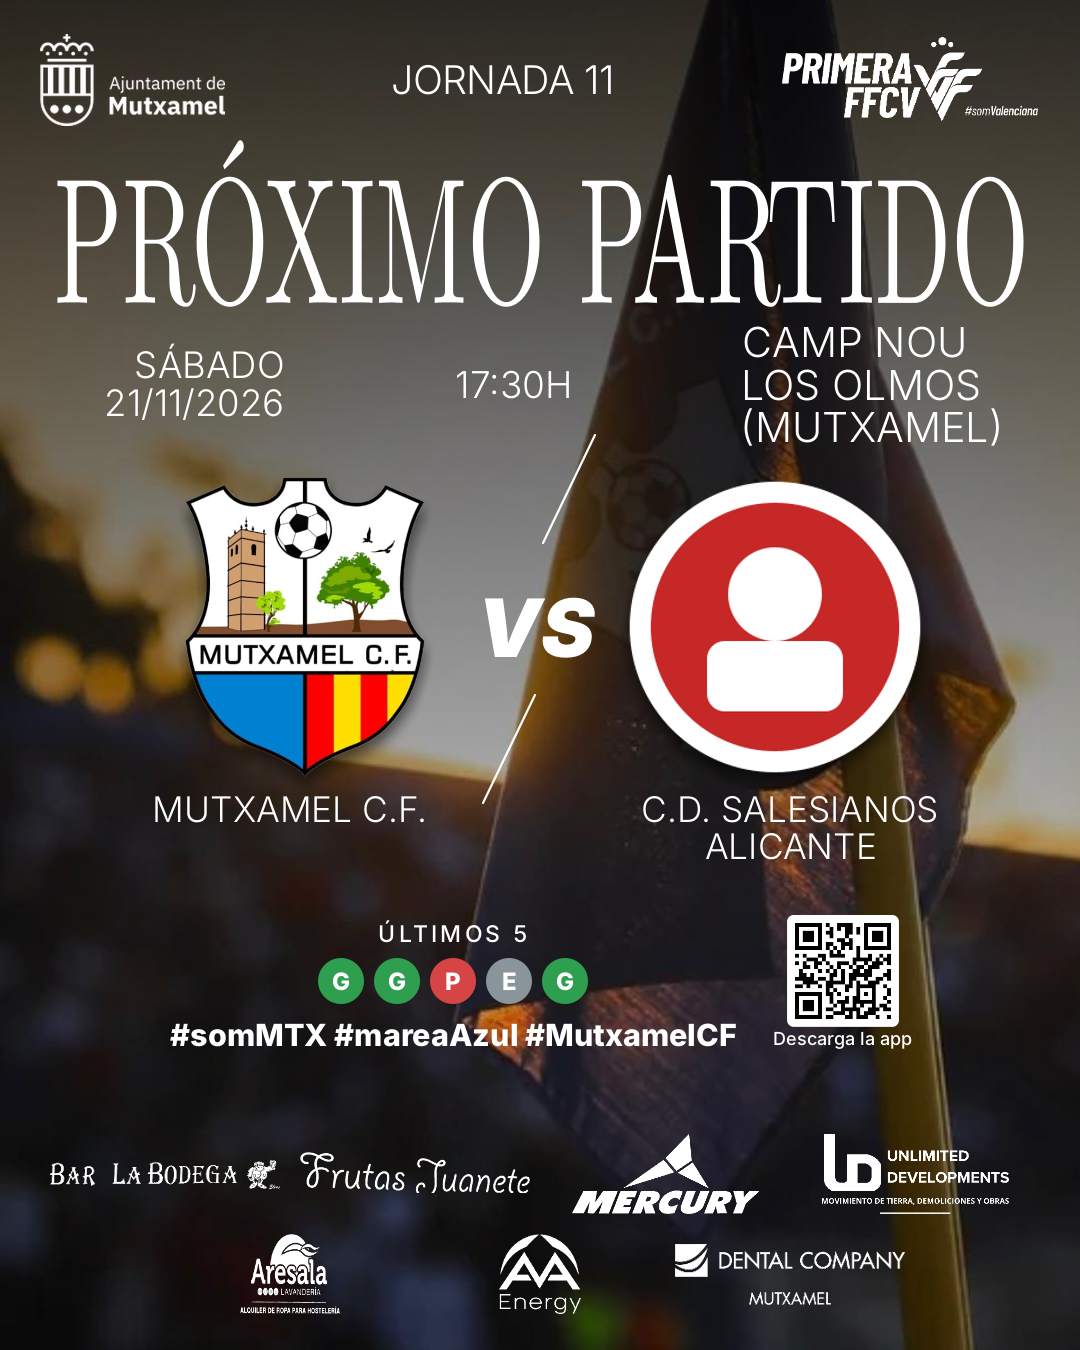 Ajuntament de
Mutxamel
JORNADA 11
PRIMERA
FFCV
#somValenciana
PRÓXIMO PARTIDO
SÁBADO
21/11/2026
17:30H
CAMP NOU
LOS OLMOS
(MUTXAMEL)
MUTXAMEL C.F.
VS
MUTXAMEL C.F.
C.D. SALESIANOS
ALICANTE
ÚLTIMOS 5
G G P E G
#somMTX #mareaAzul #MutxamelCF
Descarga la app
BAR LA BODEGA
Frutas Juanete
MERCURY
UNLIMITED
DEVELOPMENTS
MOVIMIENTO DE TIERRA, DEMOLICIONES Y OBRAS
Aresala
LAVANDERÍA
ALQUILER DE ROPA PARA HOSTELERÍA
AA
Energy
DENTAL COMPANY
MUTXAMEL